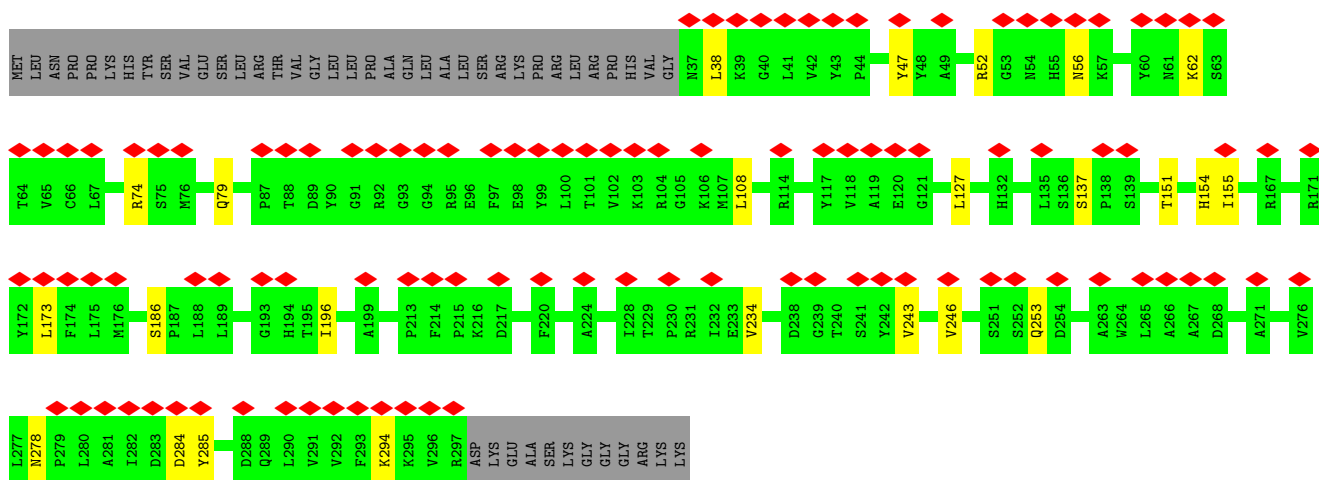 MET LEU ASN PRO PRO LYS HIS TYR SER VAL GLU SER LEU ARG THR VAL GLY LEU LEU PRO ALA GLN LEU ALA LEU SER ARG LYS PRO ARG LEU ARG PRO HIS VAL GLY N37 L38 K39 G40 L41 V42 Y43 P44 Y47 Y48 A49 R52 G53 N54 H55 N56 K57 Y60 N61 K62 S63
T64 V65 C66 L67 R74 S75 M76 Q79 P87 T88 D89 Y90 G91 R92 G93 G94 R95 E96 F97 E98 Y99 L100 T101 V102 K103 R104 G105 K106 M107 L108 R114 Y117 V118 A119 E120 G121 L127 H132 L135 S136 S137 P138 S139 T151 H154 I155 R167 R171
Y172 L173 F174 L175 M176 S186 P187 L188 L189 G193 H194 T195 I196 A199 P213 F214 P215 K216 D217 F220 A224 I228 T229 P230 R231 I232 E233 V234 D238 G239 T240 S241 Y242 V243 V246 S251 S252 Q253 D254 A263 W264 L265 A266 A267 D268 A271 V276
L277 N278 P279 L280 A281 I282 D283 D284 Y285 D288 Q289 L290 V291 V292 F293 K294 K295 V296 R297 ASP LYS GLU ALA SER LYS GLY GLY GLY ARG LYS LYS